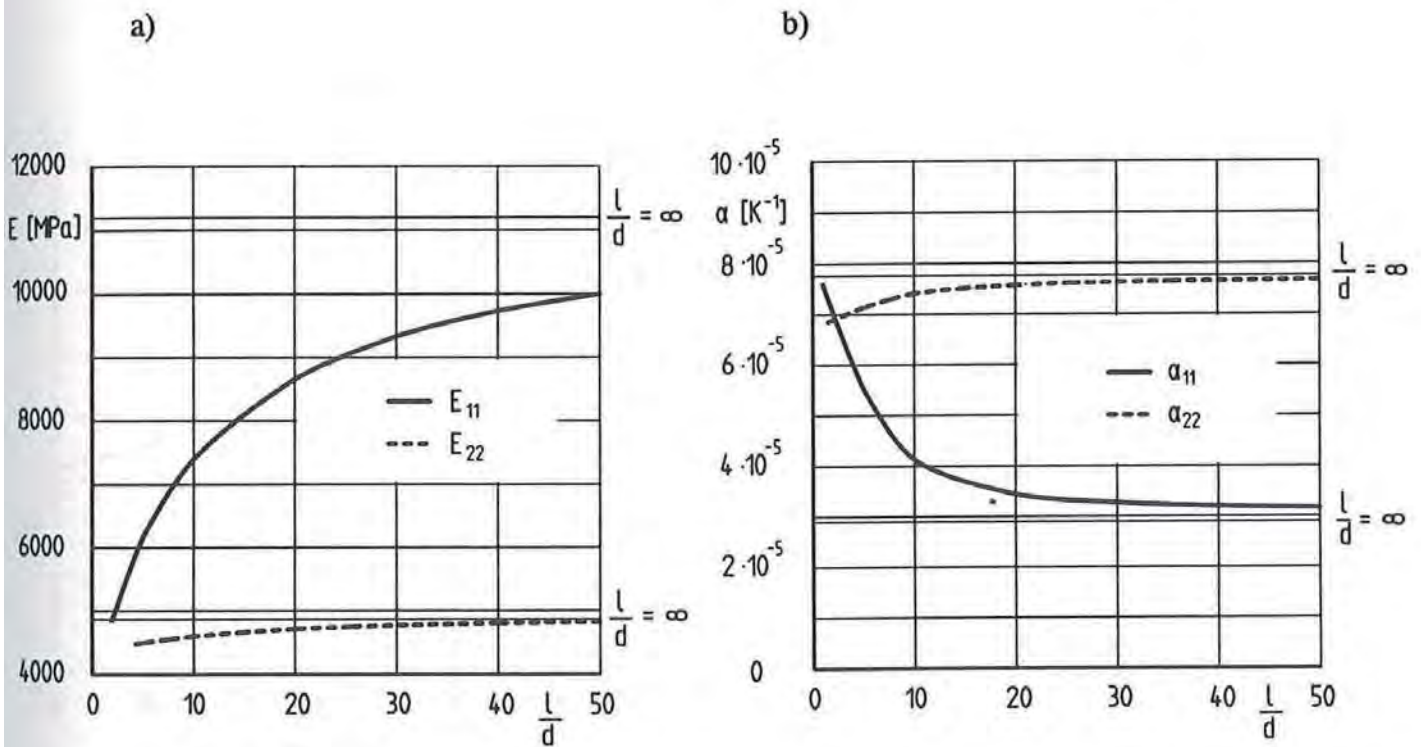 a)
12000
E [MPa]
10000
8000
6000
4000
0 10 20 30 40 l/d 50
l/d = ∞
l/d = ∞
E₁₁
E₂₂
b)
10·10⁻⁵
α [K⁻¹]
8·10⁻⁵
6·10⁻⁵
4·10⁻⁵
2·10⁻⁵
0
0 10 20 30 40 l/d 50
l/d = ∞
l/d = ∞
α₁₁
α₂₂